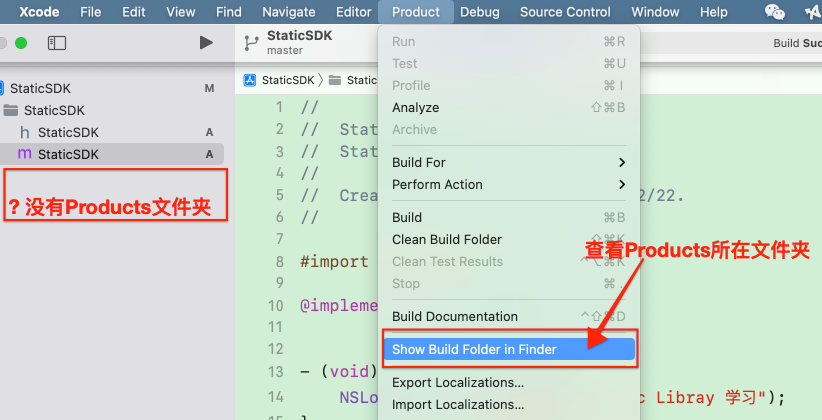 Xcode File Edit View Find Navigate Editor Product Debug Source Control Window Help
StaticSDK
master
Build Suc
StaticSDK M
StaticSDK
h StaticSDK A
m StaticSDK A
? 没有Products文件夹
StaticSDK Static
1 //
2 // Stat
3 // Stat
4 //
5 // Crea 2/22.
6 //
7
8 #import
9
10 @impleme
11
12
13 - (void)
14 NSLo c Libray 学习");
15 }
Run ⌘R
Test ⌘U
Profile ⌘I
Analyze ⇧⌘B
Archive
Build For
Perform Action
Build ⌘B
Clean Build Folder ⇧⌘K
Clean Test Results ^⌥⌘K
Stop ⌘.
Build Documentation ^⇧⌘D
Show Build Folder in Finder
Export Localizations...
Import Localizations...
查看Products所在文件夹